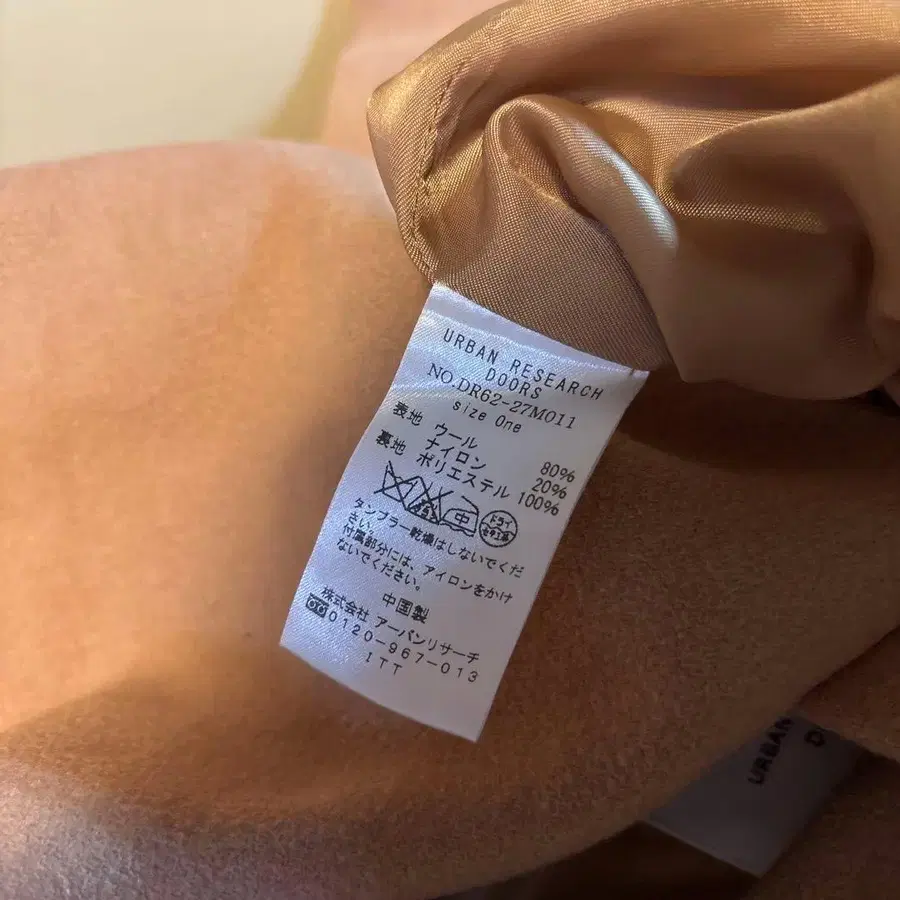 URBAN RESEARCH
DOORS
NO.DR62-27M011
size One
表地 ウール 80%
ナイロン 20%
裏地 ポリエステル 100%
中 ドライ
タンブラー乾燥はしないでくだ
さい。
付属部分には、アイロンをかけ
ないでください。
中国製
株式会社 アーバンリサーチ
0120-967-013
ITT
URBAN
D